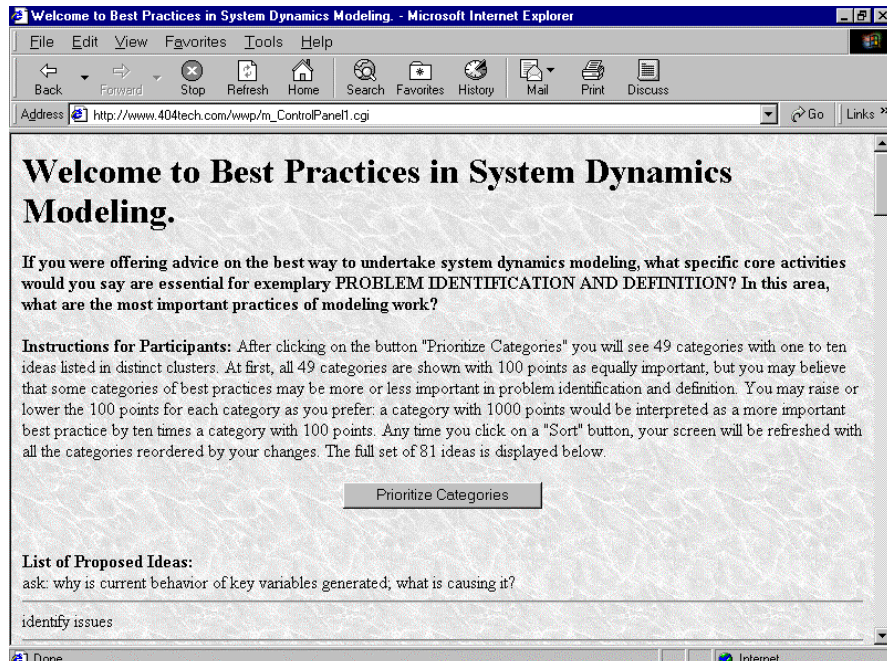 Welcome to Best Practices in System Dynamics Modeling. - Microsoft Internet Explorer
File Edit View Favorites Tools Help
Back Forward Stop Refresh Home Search Favorites History Mail Print Discuss
Address http://www.404tech.com/wwp/m_ControlPanel1.cgi Go Links »
Welcome to Best Practices in System Dynamics
Modeling.
If you were offering advice on the best way to undertake system dynamics modeling, what specific core activities
would you say are essential for exemplary PROBLEM IDENTIFICATION AND DEFINITION? In this area,
what are the most important practices of modeling work?
Instructions for Participants: After clicking on the button "Prioritize Categories" you will see 49 categories with one to ten
ideas listed in distinct clusters. At first, all 49 categories are shown with 100 points as equally important, but you may believe
that some categories of best practices may be more or less important in problem identification and definition. You may raise or
lower the 100 points for each category as you prefer: a category with 1000 points would be interpreted as a more important
best practice by ten times a category with 100 points. Any time you click on a "Sort" button, your screen will be refreshed with
all the categories reordered by your changes. The full set of 81 ideas is displayed below.
Prioritize Categories
List of Proposed Ideas:
ask: why is current behavior of key variables generated; what is causing it?
identify issues
Done Internet